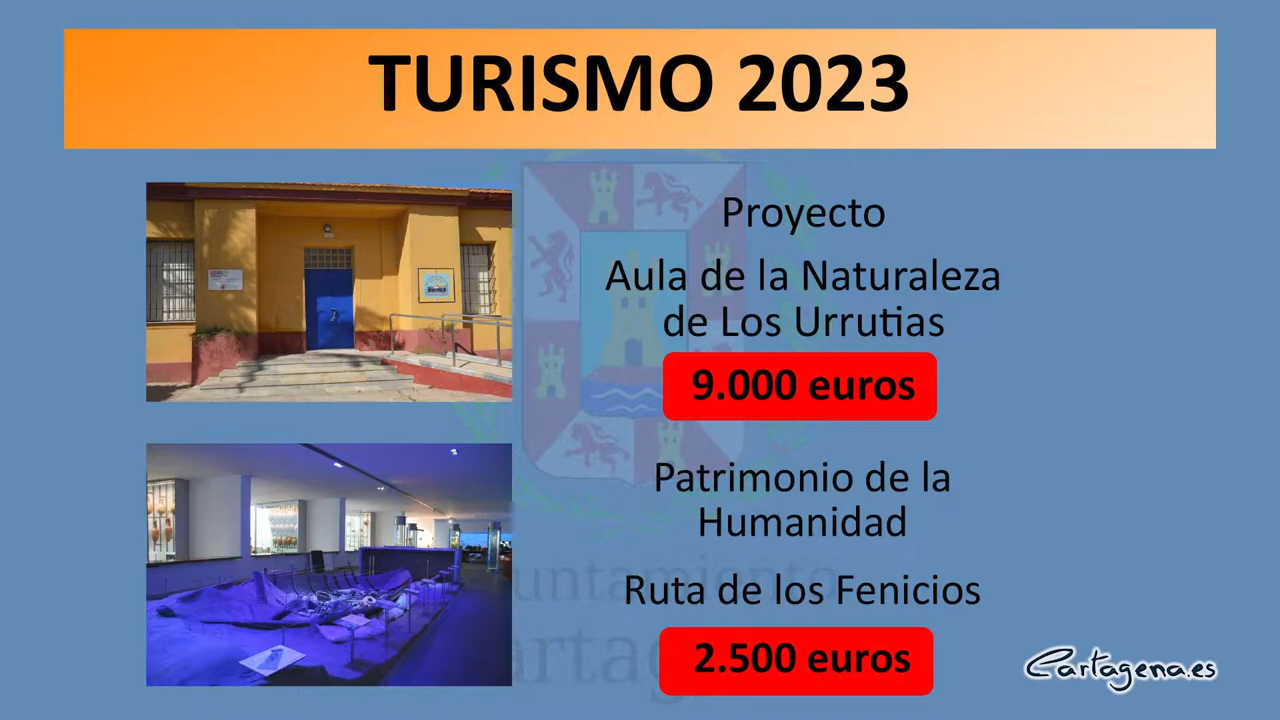 TURISMO 2023
Proyecto
Aula de la Naturaleza
de Los Urrutias
9.000 euros
Patrimonio de la
Humanidad
Ruta de los Fenicios
2.500 euros
Cartagena.es